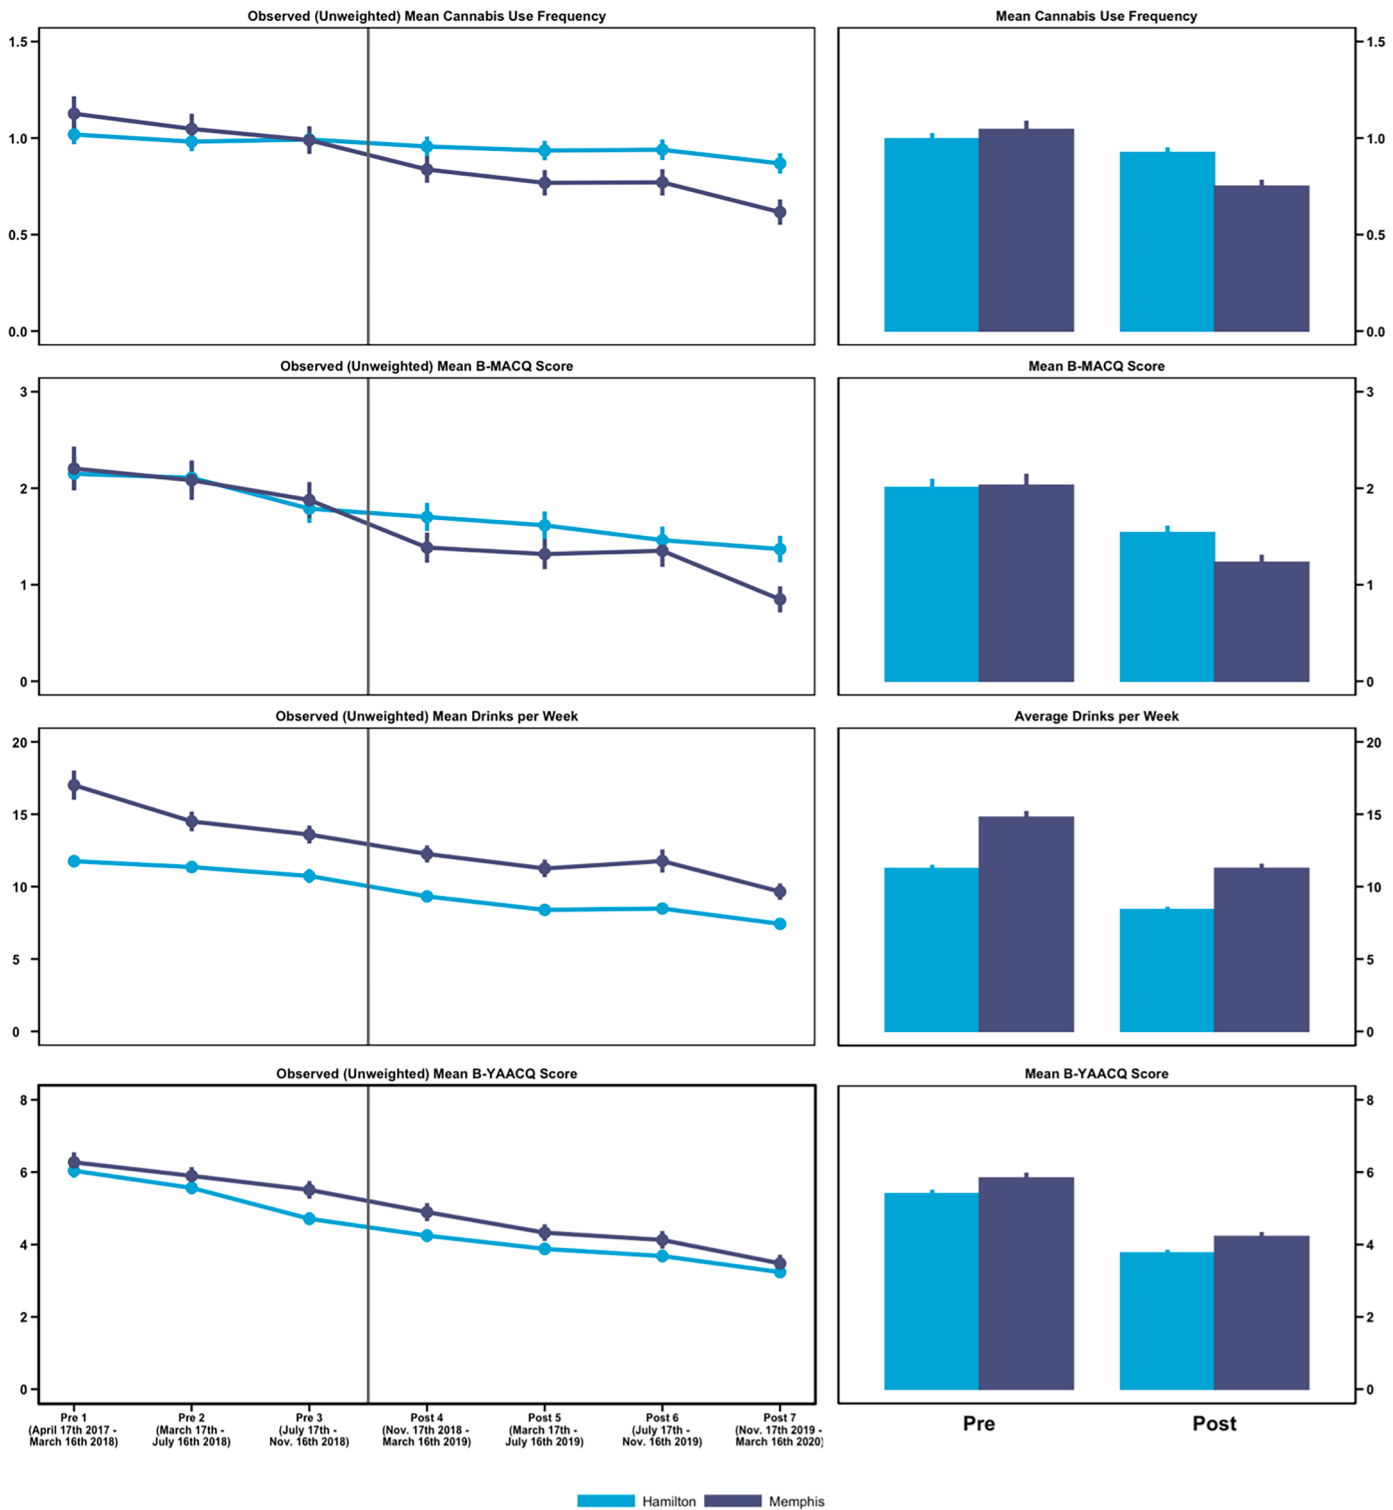 Observed (Unweighted) Mean Cannabis Use Frequency
1.5
1.0
0.5
0.0
Mean Cannabis Use Frequency
1.5
1.0
0.5
0.0
Observed (Unweighted) Mean B-MACQ Score
3
2
1
0
Mean B-MACQ Score
3
2
1
0
Observed (Unweighted) Mean Drinks per Week
20
15
10
5
0
Average Drinks per Week
20
15
10
5
0
Observed (Unweighted) Mean B-YAACQ Score
8
6
4
2
0
Mean B-YAACQ Score
8
6
4
2
0
Pre 1
(April 17th 2017 -
March 16th 2018)
Pre 2
(March 17th -
July 16th 2018)
Pre 3
(July 17th -
Nov. 16th 2018)
Post 4
(Nov. 17th 2018 -
March 16th 2019)
Post 5
(March 17th -
July 16th 2019)
Post 6
(July 17th -
Nov. 16th 2019)
Post 7
(Nov. 17th 2019 -
March 16th 2020)
Pre
Post
Hamilton
Memphis